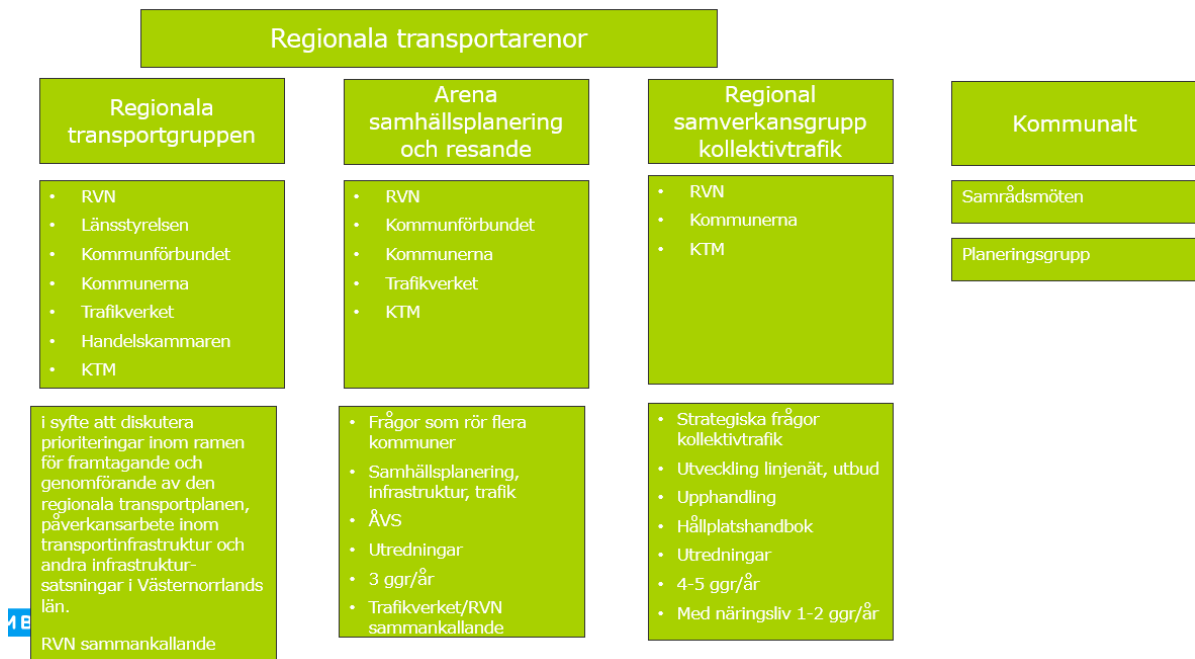 Regionala transportarenor
Regionala
transportgruppen
• RVN
• Länsstyrelsen
• Kommunförbundet
• Kommunerna
• Trafikverket
• Handelskammaren
• KTM
i syfte att diskutera
prioriteringar inom ramen
för framtagande och
genomförande av den
regionala transportplanen,
påverkansarbete inom
transportinfrastruktur och
andra infrastruktur-
satsningar i Västernorrlands
län.
RVN sammankallande
Arena
samhällsplanering
och resande
• RVN
• Kommunförbundet
• Kommunerna
• Trafikverket
• KTM
• Frågor som rör flera
kommuner
• Samhällsplanering,
infrastruktur, trafik
• ÅVS
• Utredningar
• 3 ggr/år
• Trafikverket/RVN
sammankallande
Regional
samverkansgrupp
kollektivtrafik
• RVN
• Kommunerna
• KTM
• Strategiska frågor
kollektivtrafik
• Utveckling linjenät, utbud
• Upphandling
• Hållplatshandbok
• Utredningar
• 4-5 ggr/år
• Med näringsliv 1-2 ggr/år
Kommunalt
Samrådsmöten
Planeringsgrupp